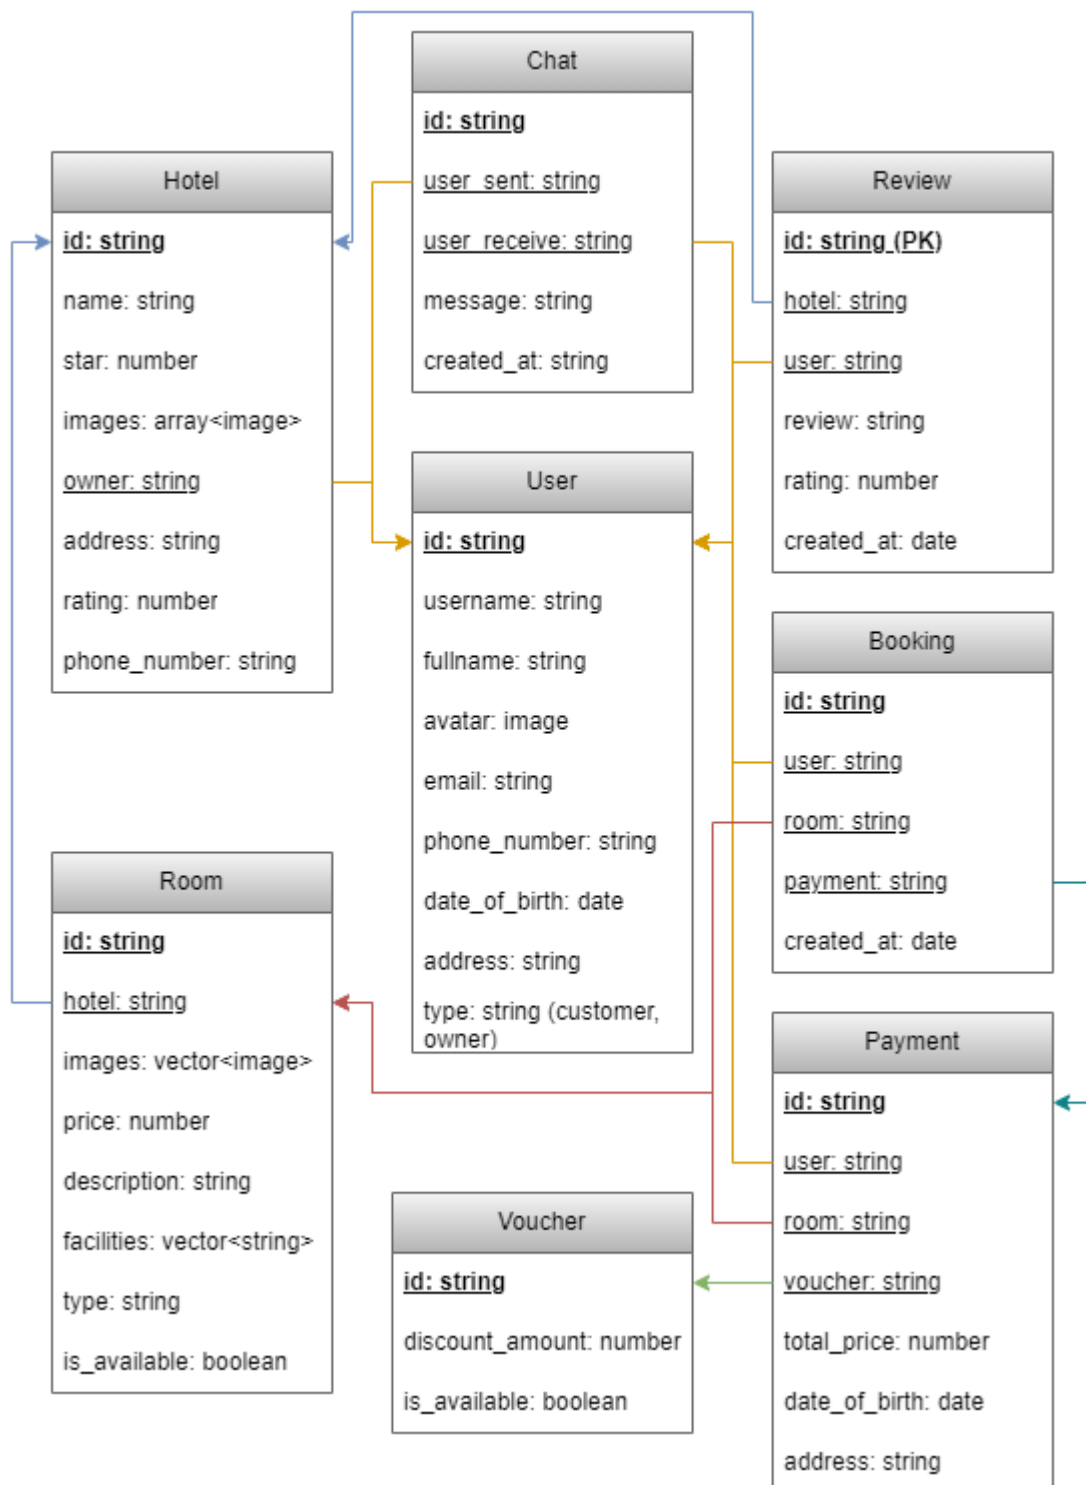 Chat
id: string
user_sent: string
user_receive: string
message: string
created_at: string
Hotel
id: string
name: string
star: number
images: array<image>
owner: string
address: string
rating: number
phone_number: string
Review
id: string (PK)
hotel: string
user: string
review: string
rating: number
created_at: date
User
id: string
username: string
fullname: string
avatar: image
email: string
phone_number: string
date_of_birth: date
address: string
type: string (customer,
owner)
Booking
id: string
user: string
room: string
payment: string
created_at: date
Room
id: string
hotel: string
images: vector<image>
price: number
description: string
facilities: vector<string>
type: string
is_available: boolean
Payment
id: string
user: string
room: string
voucher: string
total_price: number
date_of_birth: date
address: string
Voucher
id: string
discount_amount: number
is_available: boolean